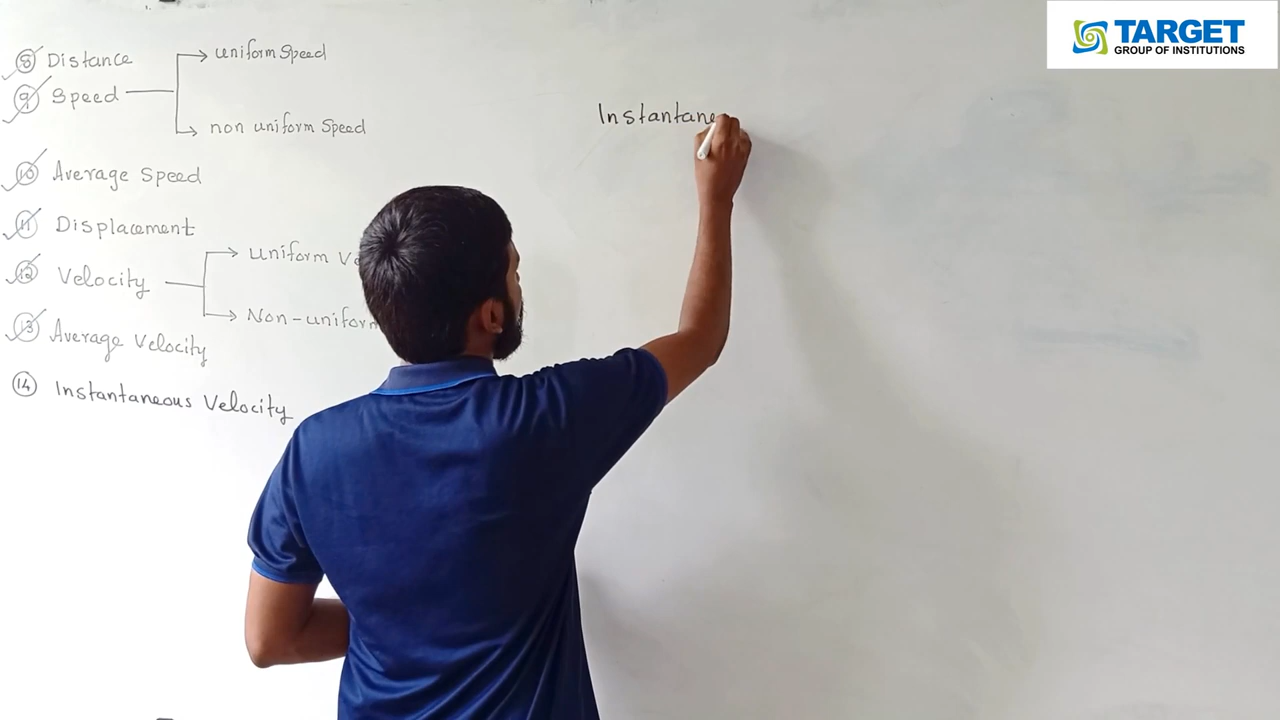 TARGET
GROUP OF INSTITUTIONS
8 Distance
uniform Speed
9 Speed
non uniform Speed
10 Average Speed
11 Displacement
12 Velocity
uniform
Non-uniform
13 Average Velocity
14 Instantaneous Velocity
Instantane